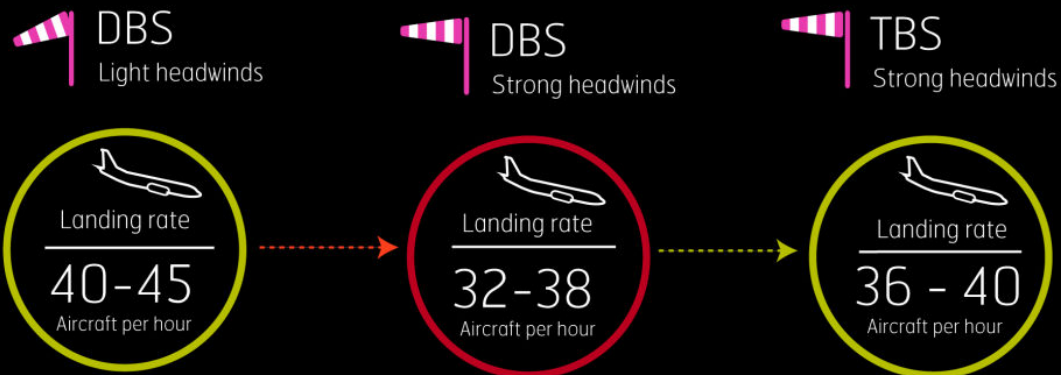 DBS
Light headwinds
Landing rate
40-45
Aircraft per hour
DBS
Strong headwinds
Landing rate
32-38
Aircraft per hour
TBS
Strong headwinds
Landing rate
36 - 40
Aircraft per hour